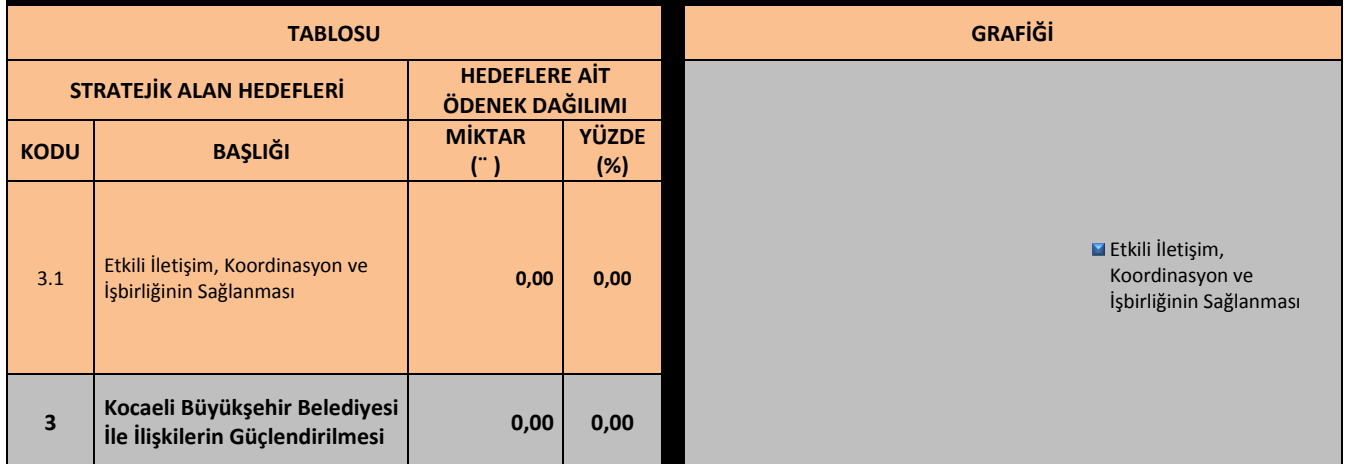 TABLOSU
GRAFİĞİ
STRATEJİK ALAN HEDEFLERİ
HEDEFLERE AİT
ÖDENEK DAĞILIMI
KODU
BAŞLIĞI
MİKTAR
(¨ )
YÜZDE
(%)
3.1
Etkili İletişim, Koordinasyon ve
İşbirliğinin Sağlanması
0,00
0,00
Etkili İletişim,
Koordinasyon ve
İşbirliğinin Sağlanması
3
Kocaeli Büyükşehir Belediyesi
İle İlişkilerin Güçlendirilmesi
0,00
0,00